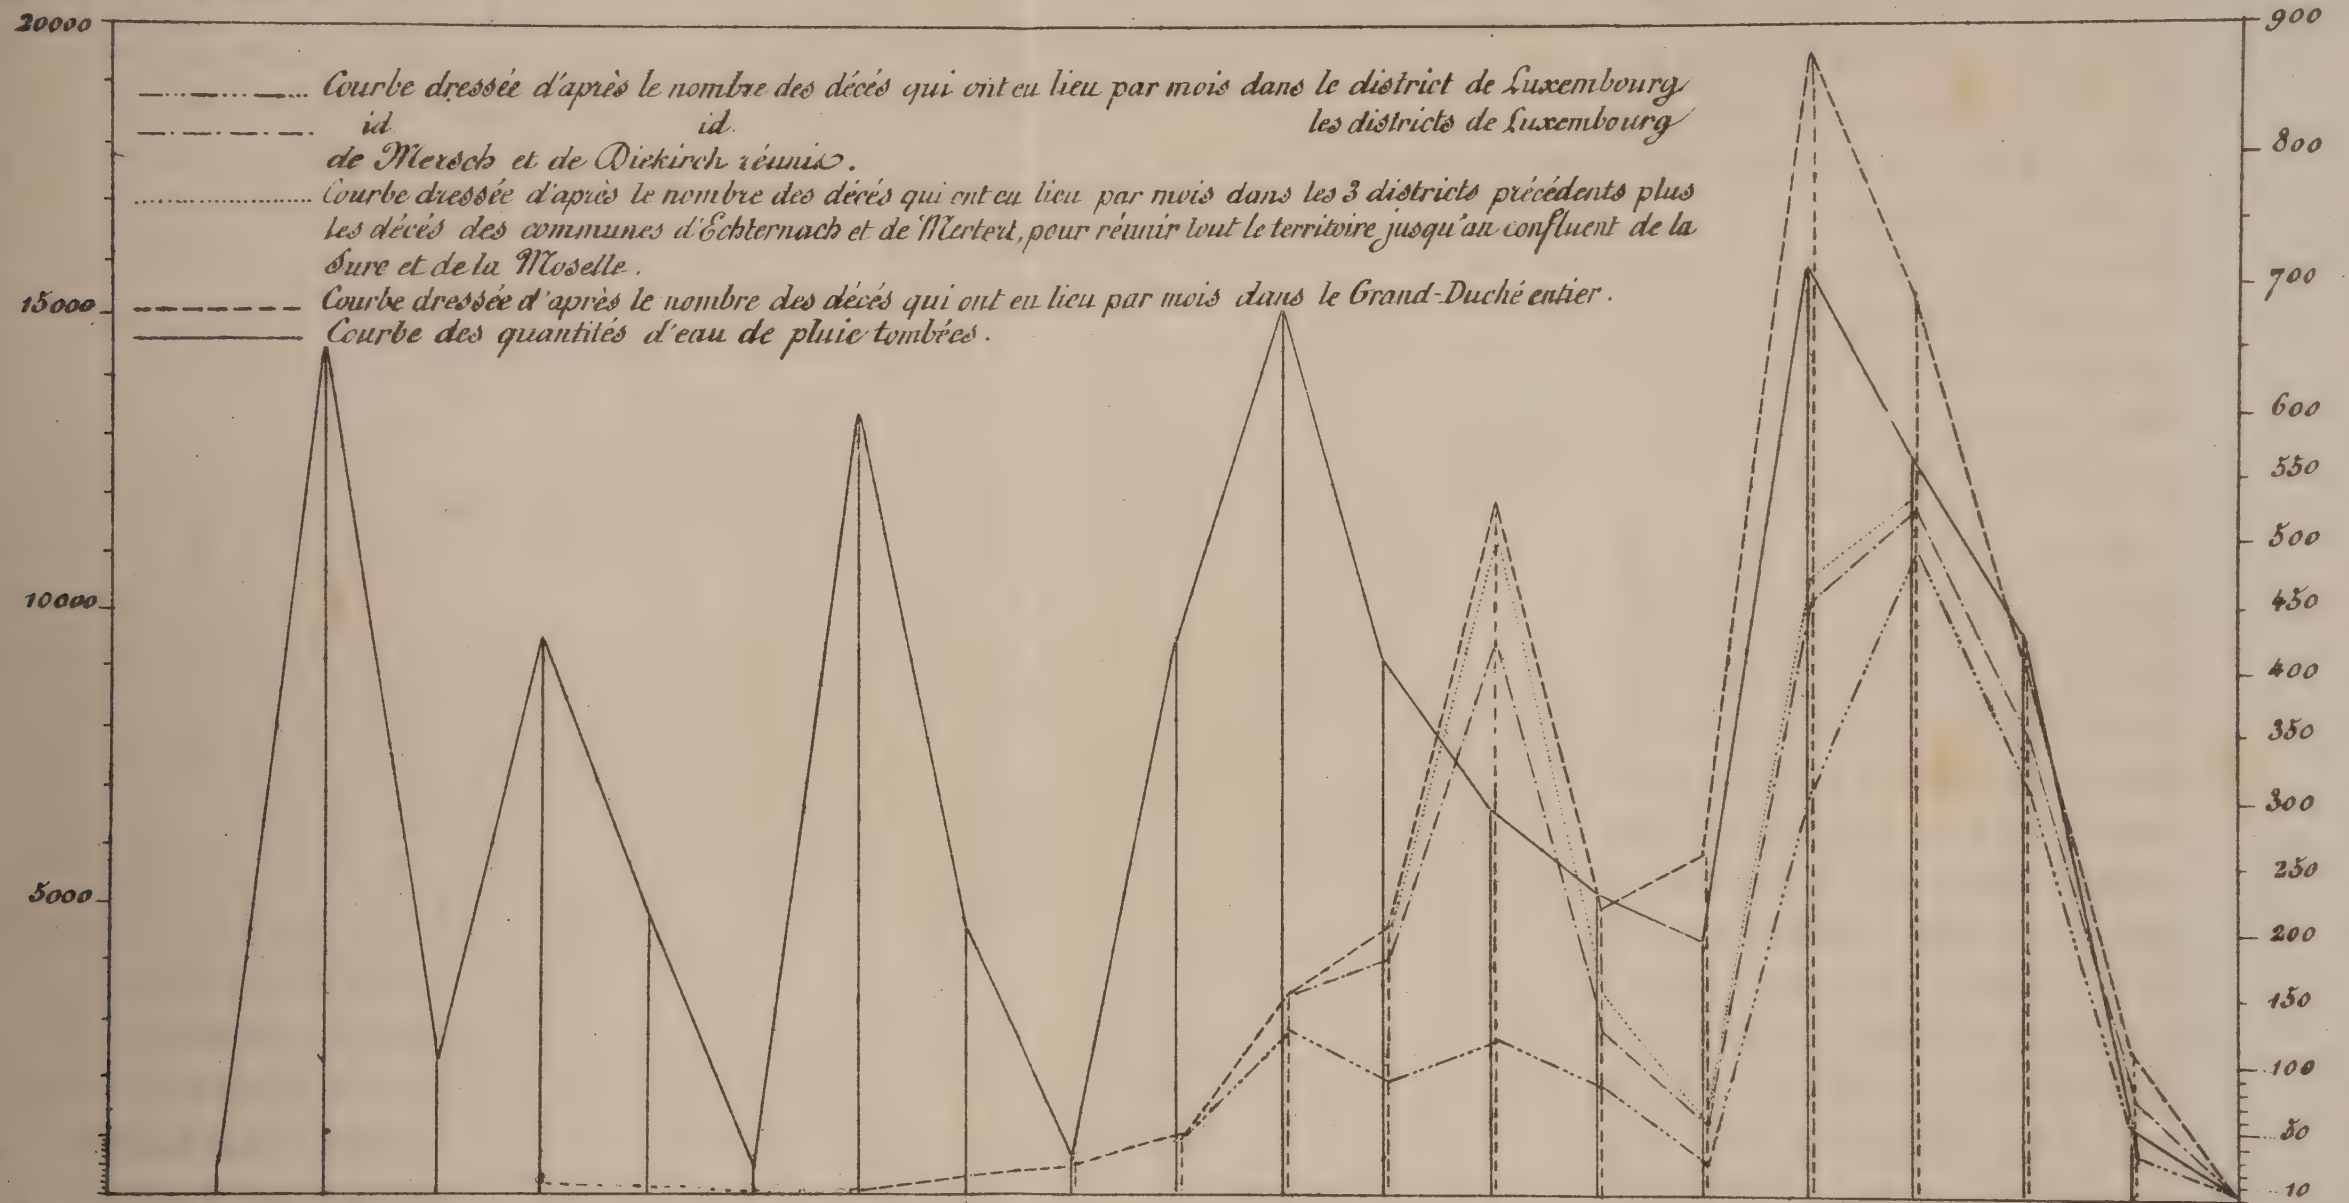 20000
900
Courbe dressée d'après le nombre des décés qui ont eu lieu par mois dans le district de Luxembourg
id. id. les districts de Luxembourg
de Mersch et de Diekirch réunis.
Courbe dressée d'après le nombre des décés qui ont eu lieu par mois dans les 3 districts précédents plus
les décés des communes d'Echternach et de Mertert, pour réunir tout le territoire jusqu'au confluent de la
Sure et de la Moselle.
Courbe dressée d'après le nombre des décés qui ont eu lieu par mois dans le Grand-Duché entier.
Courbe des quantités d'eau de pluie tombées.
15000
10000
5000
800
700
600
550
500
450
400
350
300
250
200
150
100
50
10